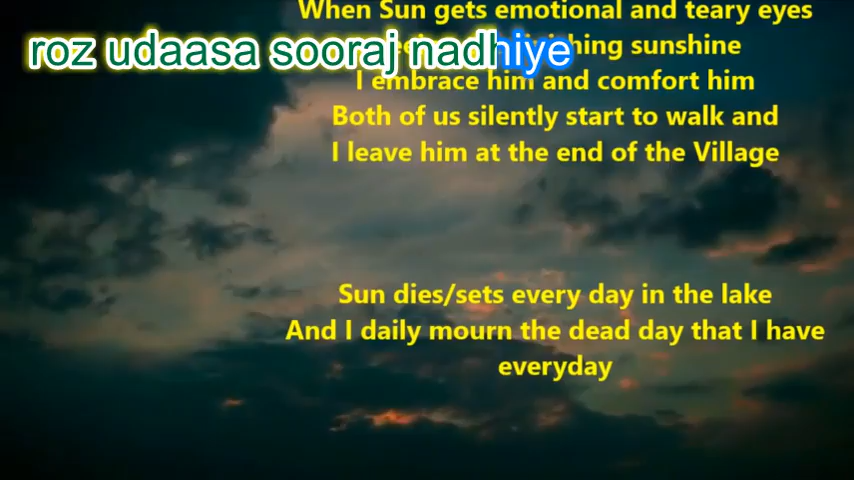 When Sun gets emotional and teary eyes
roz udaasa sooraj nadhiye
sunshine
I embrace him and comfort him
Both of us silently start to walk and
I leave him at the end of the Village
Sun dies/sets every day in the lake
And I daily mourn the dead day that I have
everyday